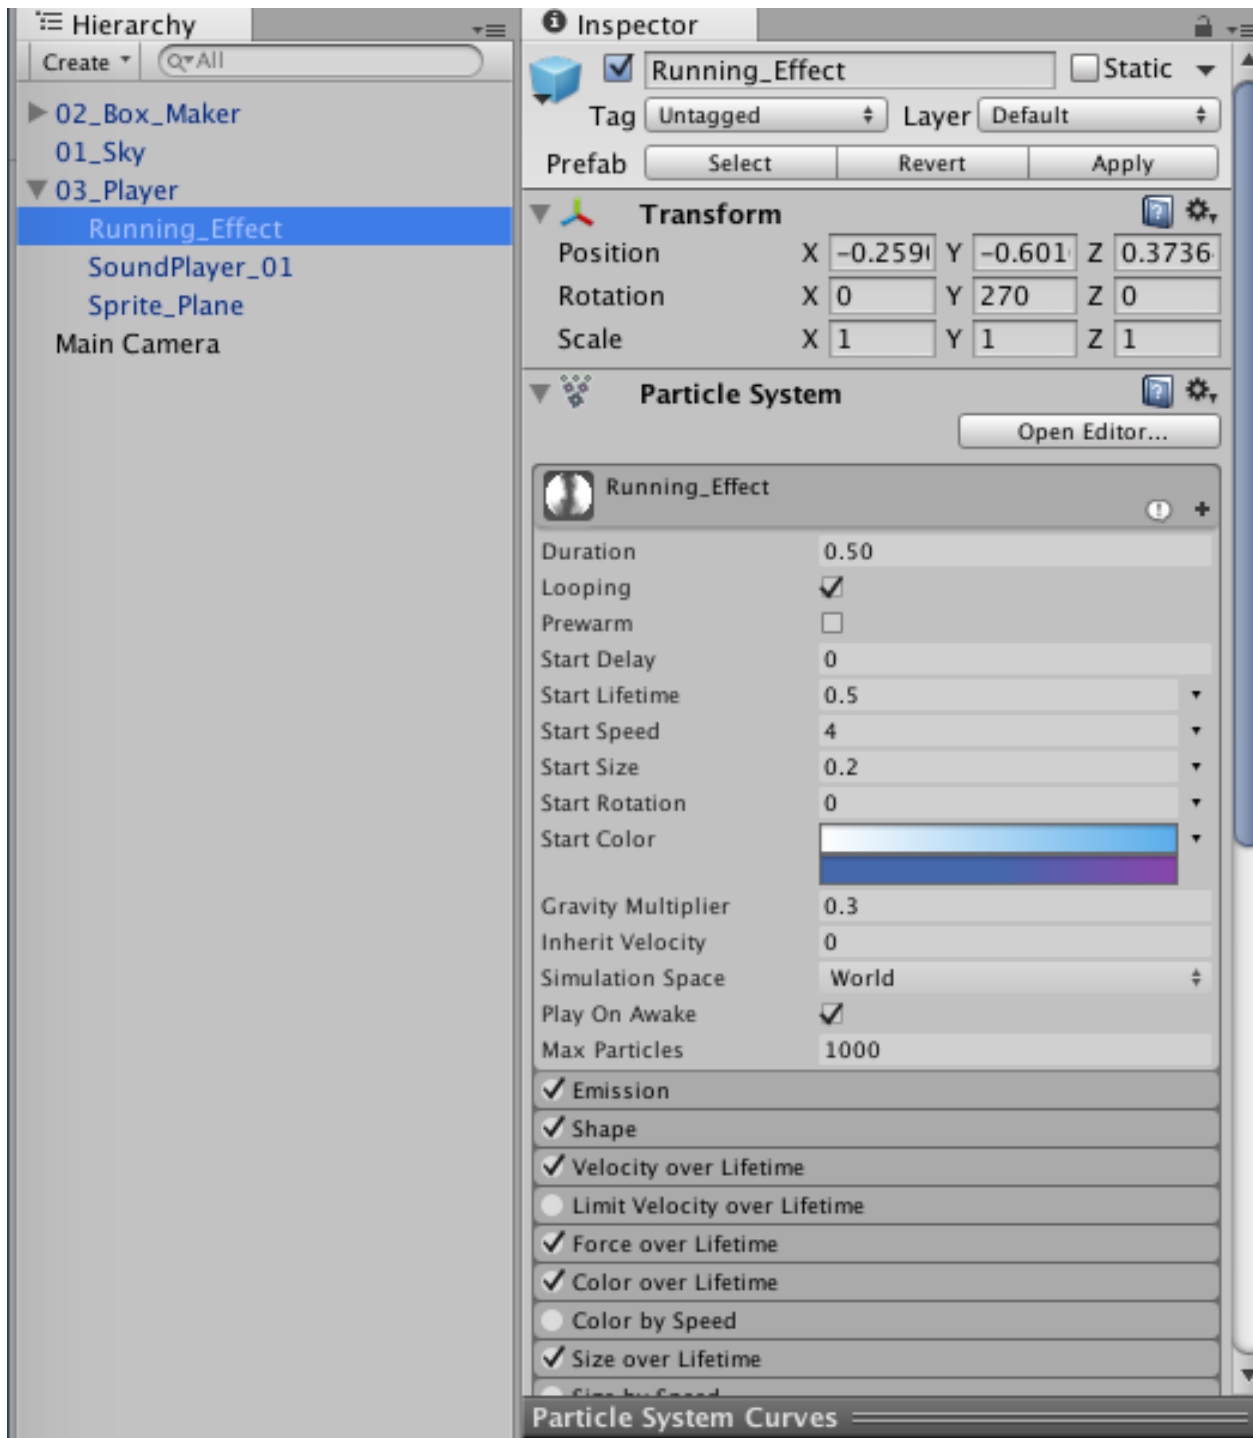 Hierarchy
Create
All
02_Box_Maker
01_Sky
03_Player
Running_Effect
SoundPlayer_01
Sprite_Plane
Main Camera
Inspector
Running_Effect Static
Tag Untagged Layer Default
Prefab Select Revert Apply
Transform
Position X -0.259 Y -0.601 Z 0.3736
Rotation X 0 Y 270 Z 0
Scale X 1 Y 1 Z 1
Particle System
Open Editor...
Running_Effect
Duration 0.50
Looping
Prewarm
Start Delay 0
Start Lifetime 0.5
Start Speed 4
Start Size 0.2
Start Rotation 0
Start Color
Gravity Multiplier 0.3
Inherit Velocity 0
Simulation Space World
Play On Awake
Max Particles 1000
Emission
Shape
Velocity over Lifetime
Limit Velocity over Lifetime
Force over Lifetime
Color over Lifetime
Color by Speed
Size over Lifetime
Size by Speed
Particle System Curves